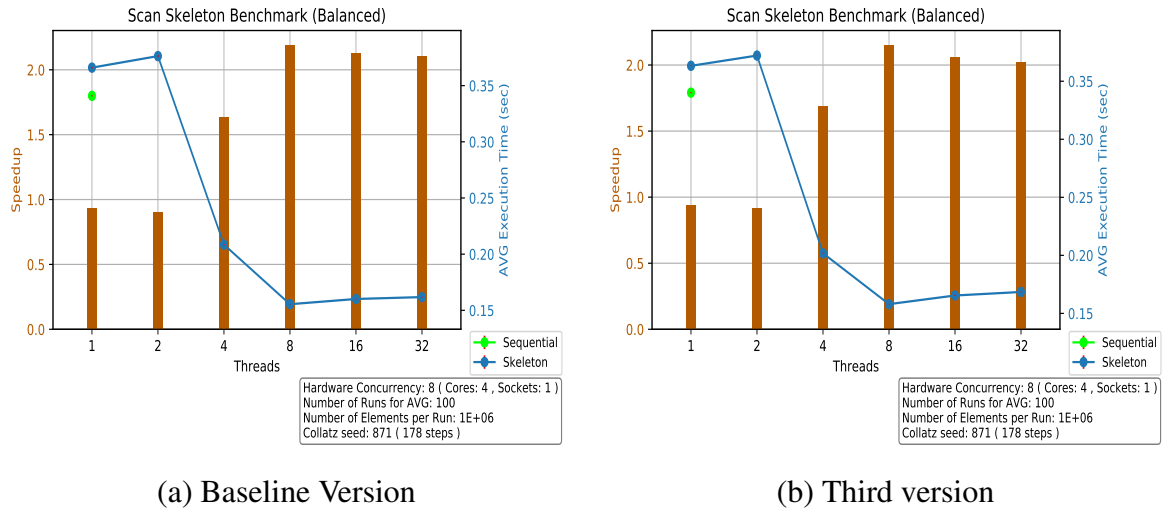 Scan Skeleton Benchmark (Balanced)
2.0
1.5
1.0
0.5
0.0
Speedup
0.35
0.30
0.25
0.20
0.15
AVG Execution Time (sec)
1 2 4 8 16 32
Threads
Sequential
Skeleton
Hardware Concurrency: 8 ( Cores: 4 , Sockets: 1 )
Number of Runs for AVG: 100
Number of Elements per Run: 1E+06
Collatz seed: 871 ( 178 steps )
(a) Baseline Version
Scan Skeleton Benchmark (Balanced)
2.0
1.5
1.0
0.5
0.0
Speedup
0.35
0.30
0.25
0.20
0.15
AVG Execution Time (sec)
1 2 4 8 16 32
Threads
Sequential
Skeleton
Hardware Concurrency: 8 ( Cores: 4 , Sockets: 1 )
Number of Runs for AVG: 100
Number of Elements per Run: 1E+06
Collatz seed: 871 ( 178 steps )
(b) Third version